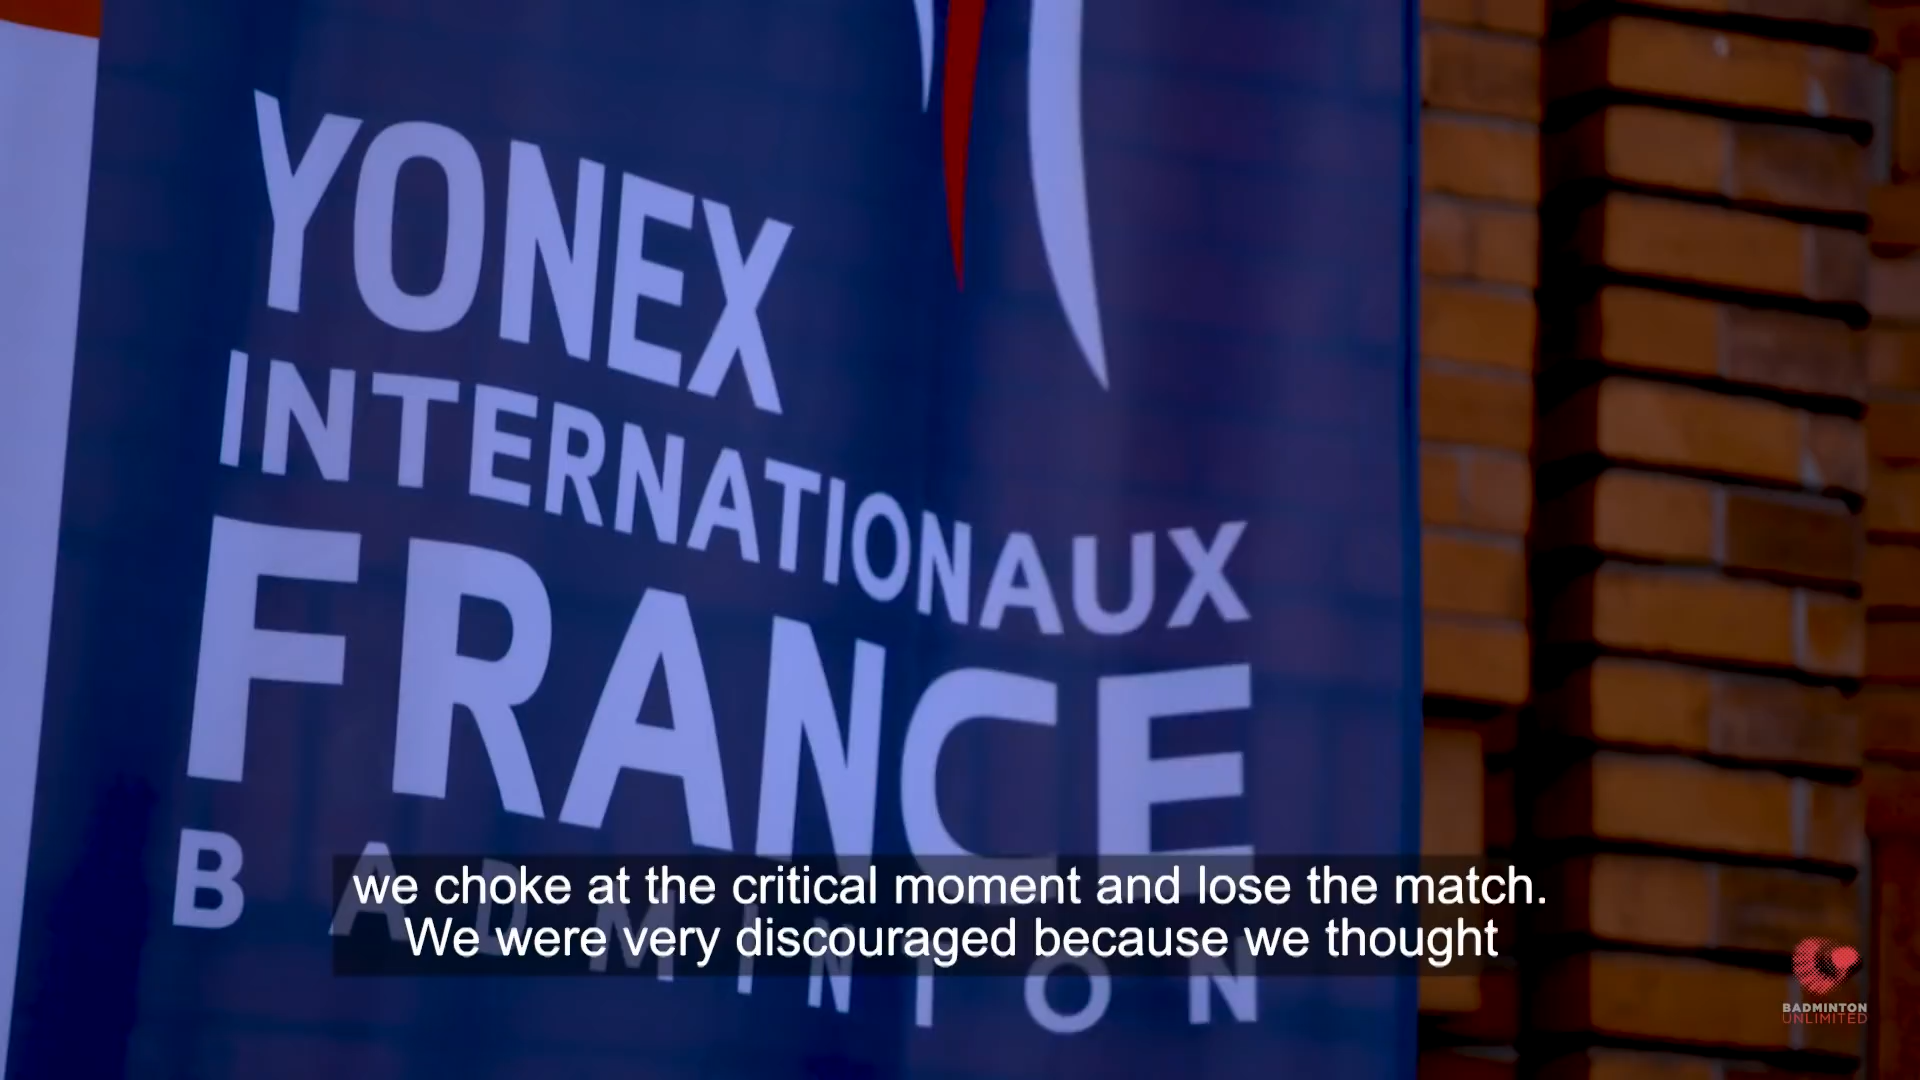 YONEX
INTERNATIONAUX
FRANCE
BADMINTON
we choke at the critical moment and lose the match.
We were very discouraged because we thought
BADMINTON
UNLIMITED